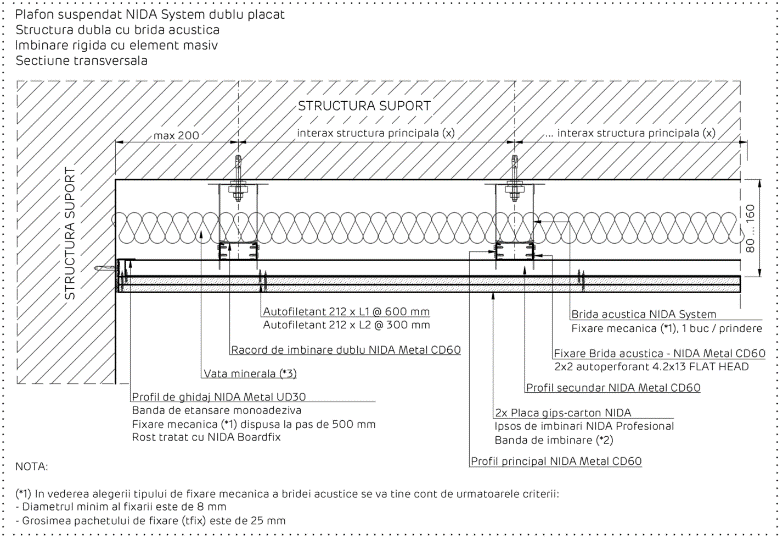 Plafon suspendat NIDA System dublu placat
Structura dubla cu brida acustica
Imbinare rigida cu element masiv
Sectiune transversala
STRUCTURA SUPORT
max 200
interax structura principala (x)
... interax structura principala (x)
STRUCTURA SUPORT
80 ... 160
Autofiletant 212 x L1 @ 600 mm
Autofiletant 212 x L2 @ 300 mm
Racord de imbinare dublu NIDA Metal CD60
Vata minerala (*3)
Profil de ghidaj NIDA Metal UD30
Banda de etansare monoadeziva
Fixare mecanica (*1) dispusa la pas de 500 mm
Rost tratat cu NIDA Boardfix
Brida acustica NIDA System
Fixare mecanica (*1), 1 buc / prindere
Fixare Brida acustica - NIDA Metal CD60
2x2 autoperforant 4.2x13 FLAT HEAD
Profil secundar NIDA Metal CD60
2x Placa gips-carton NIDA
Ipsos de imbinari NIDA Profesional
Banda de imbinare (*2)
Profil principal NIDA Metal CD60
NOTA:
(*1) In vederea alegerii tipului de fixare mecanica a bridei acustice se va tine cont de urmatoarele criterii:
- Diametrul minim al fixarii este de 8 mm
- Grosimea pachetului de fixare (tfix) este de 25 mm